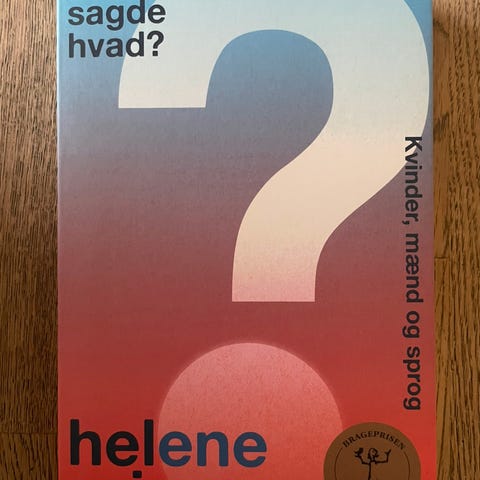 sagde
hvad?
?
Kvinder, mænd og sprog
helene
BRAGEPRISEN